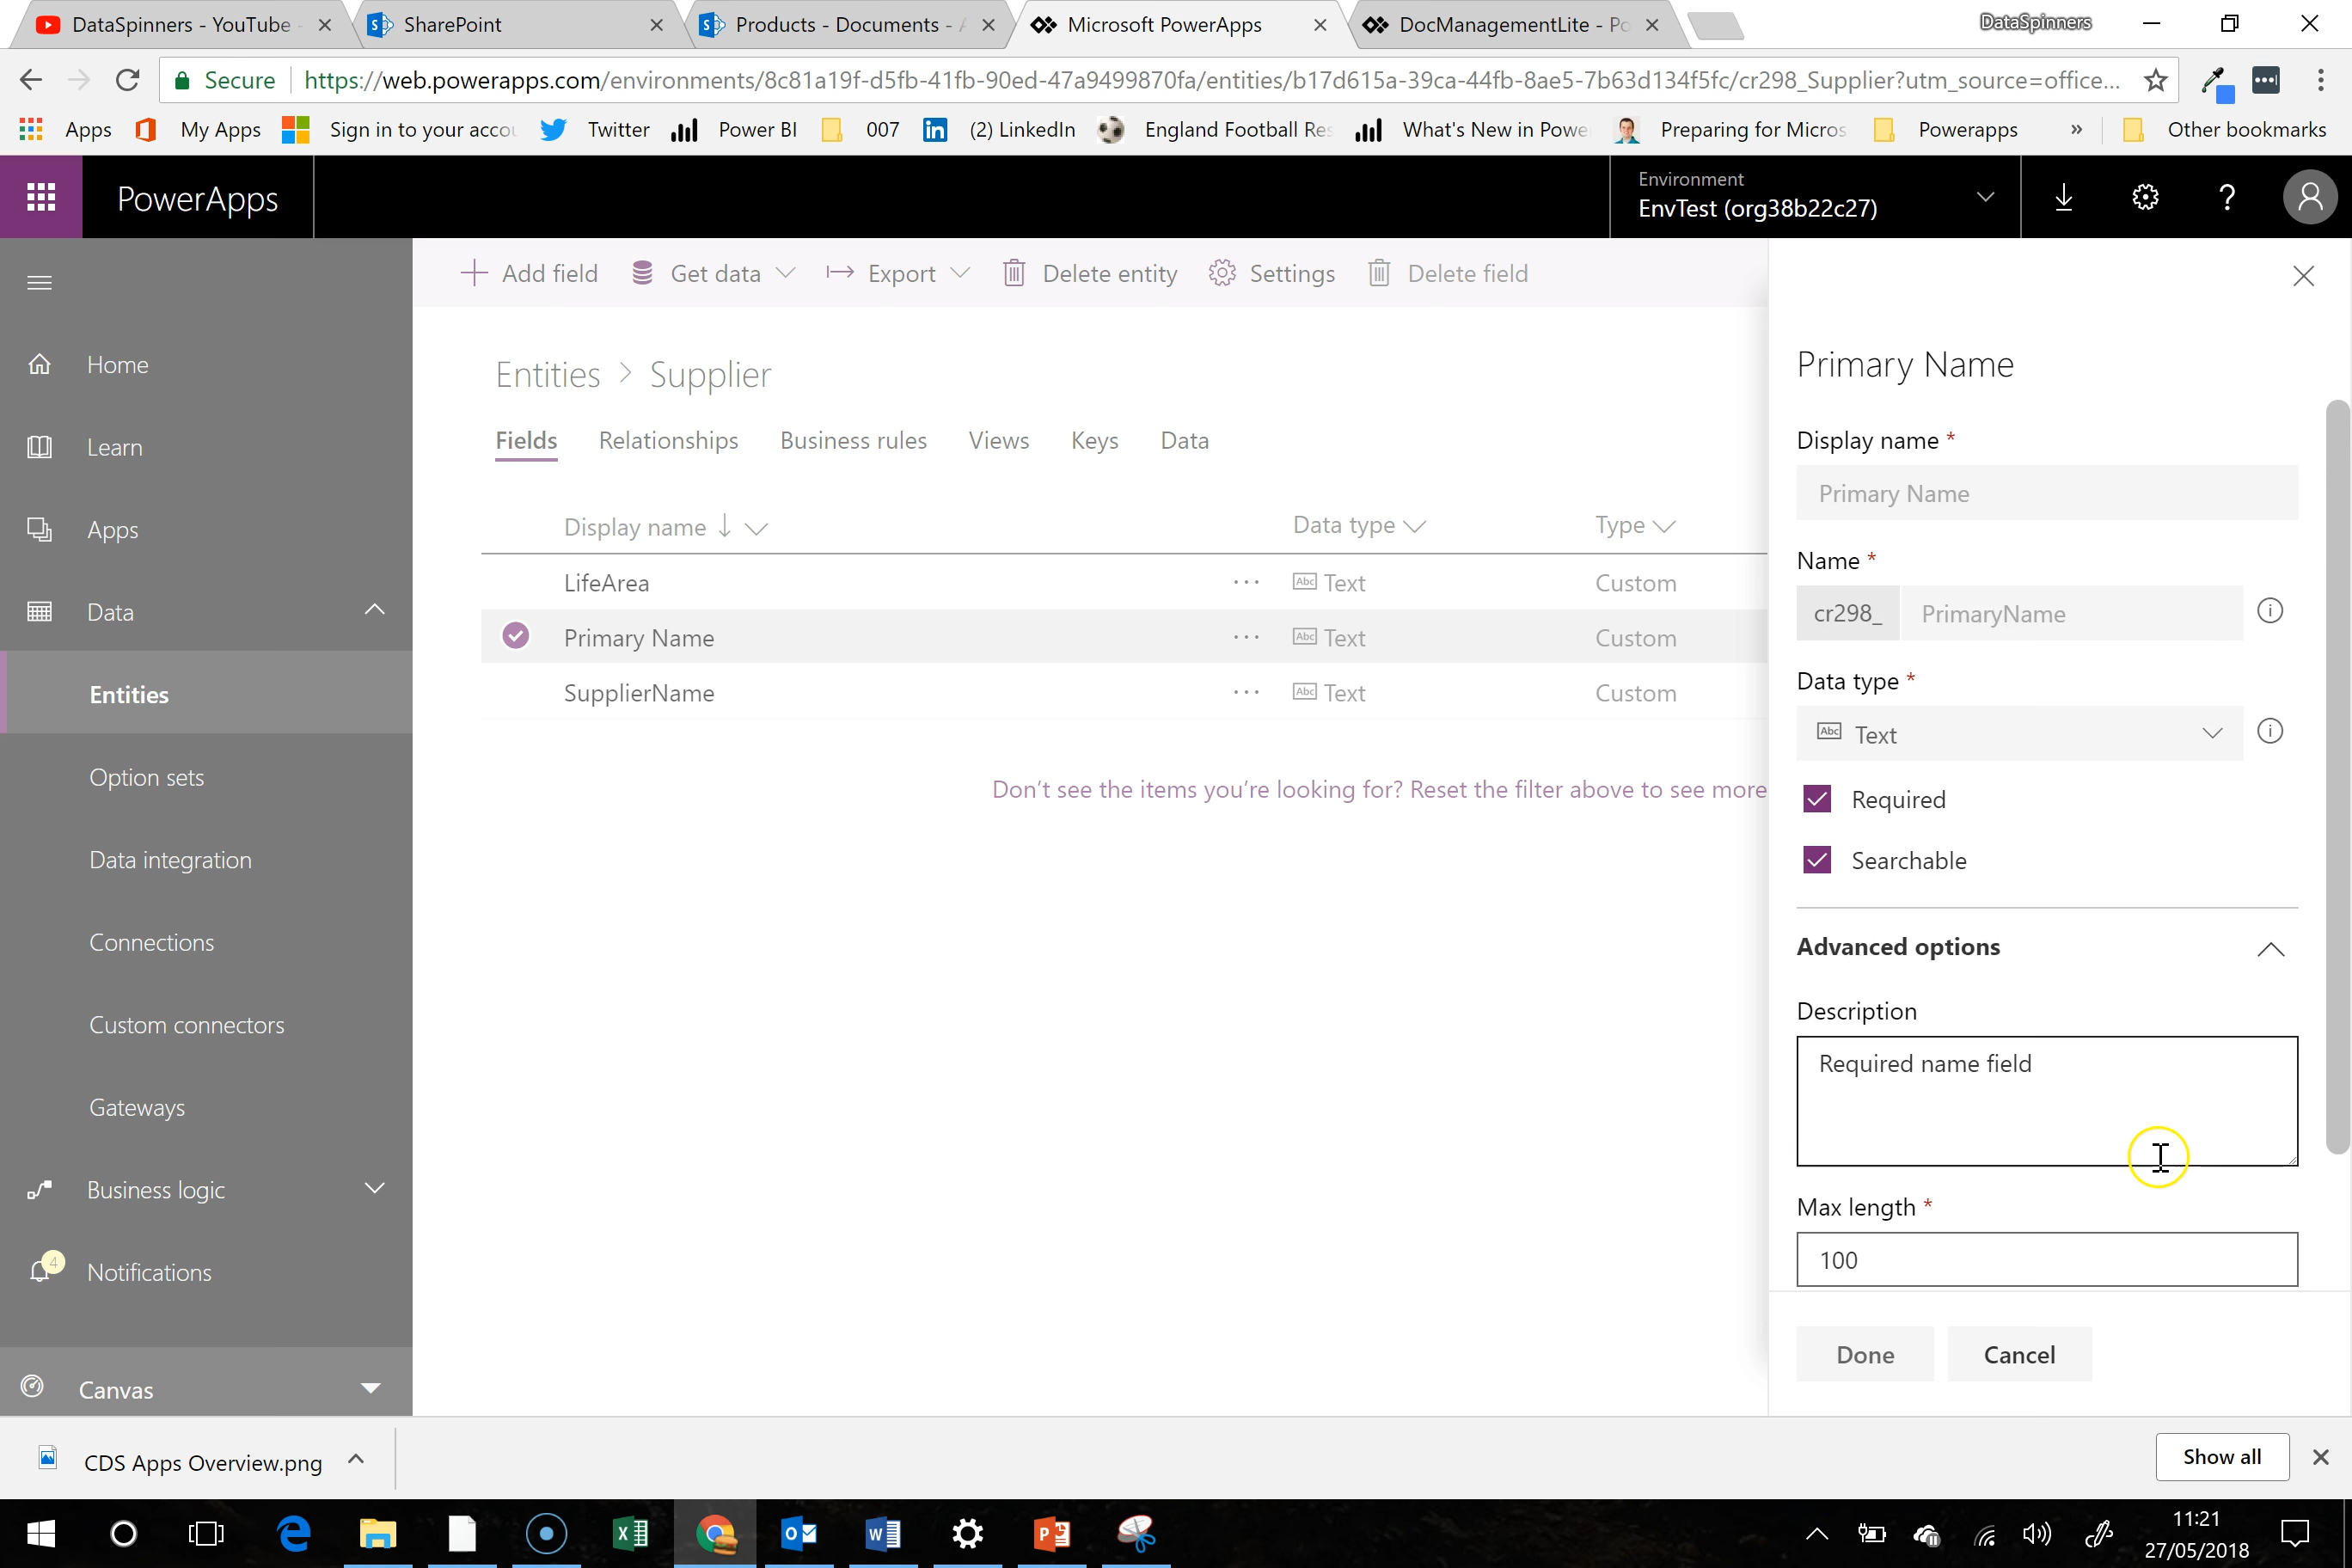 DataSpinners - YouTube
SharePoint
Products - Documents - A
Microsoft PowerApps
DocManagementLite - Po
DataSpinners
Secure
https://web.powerapps.com/environments/8c81a19f-d5fb-41fb-90ed-47a9499870fa/entities/b17d615a-39ca-44fb-8ae5-7b63d134f5fc/cr298_Supplier?utm_source=office...
Apps
My Apps
Sign in to your accou
Twitter
Power BI
007
(2) LinkedIn
England Football Res
What's New in Powe
Preparing for Micros
Powerapps
»
Other bookmarks
PowerApps
Environment
EnvTest (org38b22c27)
Add field
Get data
Export
Delete entity
Settings
Delete field
Home
Learn
Apps
Data
Entities
Option sets
Data integration
Connections
Custom connectors
Gateways
Business logic
4
Notifications
Canvas
Entities > Supplier
Fields
Relationships
Business rules
Views
Keys
Data
Display name
Data type
Type
LifeArea
... Abc Text
Custom
Primary Name
... Abc Text
Custom
SupplierName
... Abc Text
Custom
Don't see the items you're looking for? Reset the filter above to see more
Primary Name
Display name *
Primary Name
Name *
cr298_
PrimaryName
Data type *
Abc Text
Required
Searchable
Advanced options
Description
Required name field
Max length *
100
Done
Cancel
CDS Apps Overview.png
Show all
11:21
27/05/2018